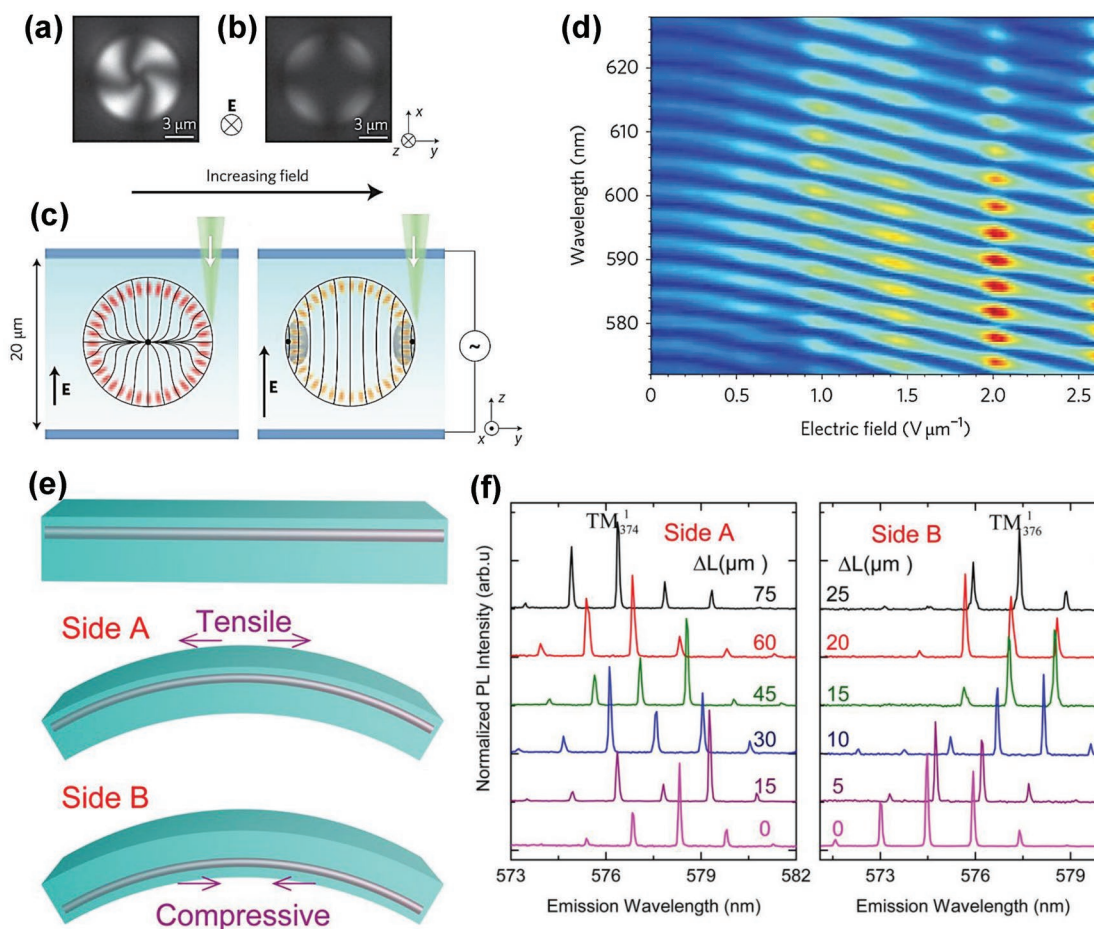 (a)
(b)
3 μm
E
3 μm
x
z
y
Increasing field
(c)
20 μm
E
E
~
z
x
y
(d)
Wavelength (nm)
620
610
600
590
580
0
0.5
1.0
1.5
2.0
2.5
Electric field (V μm⁻¹)
(e)
Side A
Tensile
Side B
Compressive
(f)
Normalized PL Intensity (arb.u)
TM¹₃₇₄
Side A
ΔL(μm )
75
60
45
30
15
0
573
576
579
582
Emission Wavelength (nm)
Side B
TM¹₃₇₆
ΔL(μm )
25
20
15
10
5
0
573
576
579
Emission Wavelength (nm)